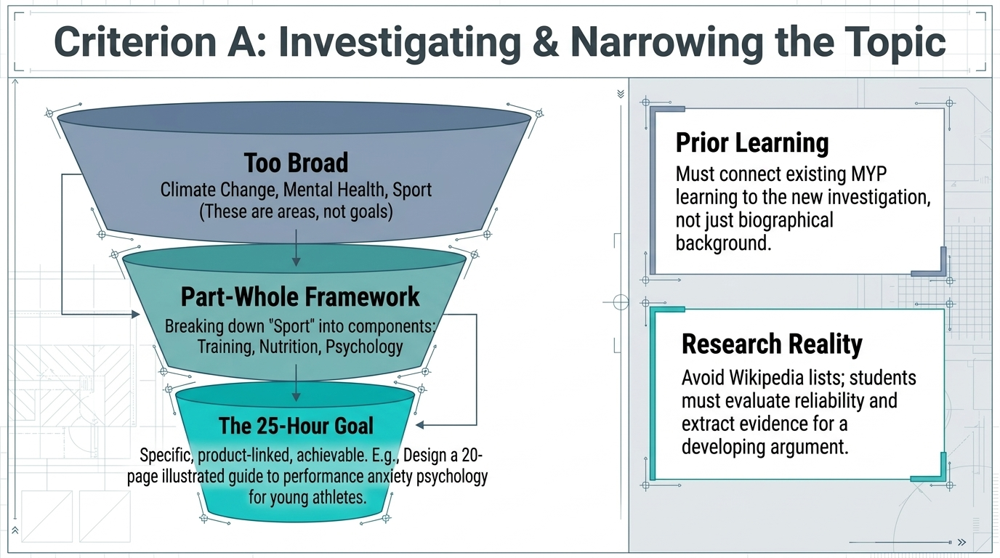 Criterion A: Investigating & Narrowing the Topic
Too Broad
Climate Change, Mental Health, Sport
(These are areas, not goals)
Part-Whole Framework
Breaking down "Sport" into components:
Training, Nutrition, Psychology
The 25-Hour Goal
Specific, product-linked, achievable. E.g., Design a 20-
page illustrated guide to performance anxiety psychology
for young athletes.
Prior Learning
Must connect existing MYP
learning to the new investigation,
not just biographical
background.
Research Reality
Avoid Wikipedia lists; students
must evaluate reliability and
extract evidence for a
developing argument.